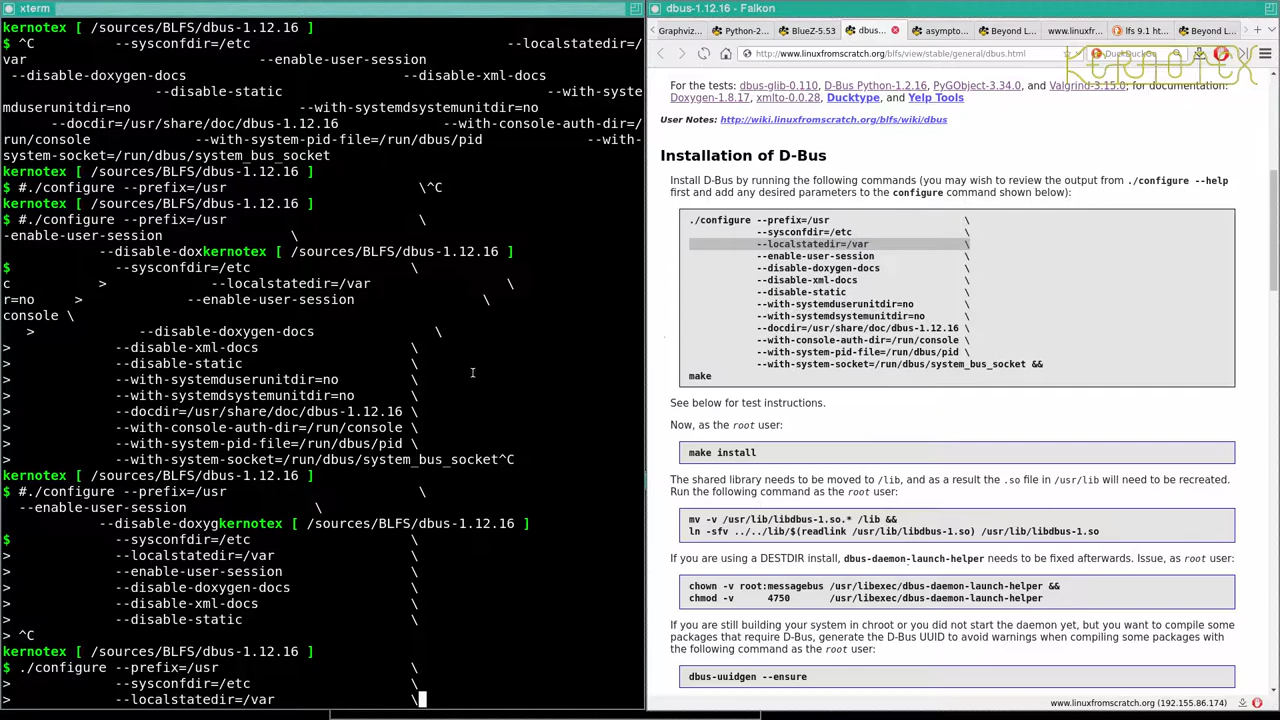 xterm
kernotex [ /sources/BLFS/dbus-1.12.16 ]
$ ^C        --sysconfdir=/etc                                --localstatedir=/
var                             --enable-user-session
 --disable-doxygen-docs                           --disable-xml-docs
              --disable-static                                   --with-syste
mduserunitdir=no               --with-systemdsystemunitdir=no
      --docdir=/usr/share/doc/dbus-1.12.16             --with-console-auth-dir=/
run/console             --with-system-pid-file=/run/dbus/pid             --with-
system-socket=/run/dbus/system_bus_socket
kernotex [ /sources/BLFS/dbus-1.12.16 ]
$ #./configure --prefix=/usr                        \^C
kernotex [ /sources/BLFS/dbus-1.12.16 ]
$ #./configure --prefix=/usr                        \
-enable-user-session                \
            --disable-doxkernotex [ /sources/BLFS/dbus-1.12.16 ]
$             --sysconfdir=/etc                    \
c         >             --localstatedir=/var                 \
r=no     >             --enable-user-session                \
console \
   >             --disable-doxygen-docs               \
>             --disable-xml-docs                   \
>             --disable-static                     \
>             --with-systemduserunitdir=no         \
>             --with-systemdsystemunitdir=no       \
>             --docdir=/usr/share/doc/dbus-1.12.16 \
>             --with-console-auth-dir=/run/console \
>             --with-system-pid-file=/run/dbus/pid \
>             --with-system-socket=/run/dbus/system_bus_socket^C
kernotex [ /sources/BLFS/dbus-1.12.16 ]
$ #./configure --prefix=/usr                        \
  --enable-user-session                \
            --disable-doxygkernotex [ /sources/BLFS/dbus-1.12.16 ]
$             --sysconfdir=/etc                    \
>             --localstatedir=/var                 \
>             --enable-user-session                \
>             --disable-doxygen-docs               \
>             --disable-xml-docs                   \
>             --disable-static                     \
> ^C
kernotex [ /sources/BLFS/dbus-1.12.16 ]
$ ./configure --prefix=/usr                        \
>             --sysconfdir=/etc                    \
>             --localstatedir=/var                 \
dbus-1.12.16 - Falkon
Graphviz... Python-2... BlueZ-5.53 dbus... asympto... Beyond L... www.linuxfromsc... lfs 9.1 ht... Beyond L...
http://www.linuxfromscratch.org/blfs/view/stable/general/dbus.html DuckDuckGo
KERNOTEX
For the tests: dbus-glib-0.110, D-Bus Python-1.2.16, PyGObject-3.34.0, and Valgrind-3.15.0; for documentation:
Doxygen-1.8.17, xmlto-0.0.28, Ducktype, and Yelp Tools
User Notes: http://wiki.linuxfromscratch.org/blfs/wiki/dbus
Installation of D-Bus
Install D-Bus by running the following commands (you may wish to review the output from ./configure --help
first and add any desired parameters to the configure command shown below):
./configure --prefix=/usr                        \
            --sysconfdir=/etc                    \
            --localstatedir=/var                 \
            --enable-user-session                \
            --disable-doxygen-docs               \
            --disable-xml-docs                   \
            --disable-static                     \
            --with-systemduserunitdir=no         \
            --with-systemdsystemunitdir=no       \
            --docdir=/usr/share/doc/dbus-1.12.16 \
            --with-console-auth-dir=/run/console \
            --with-system-pid-file=/run/dbus/pid \
            --with-system-socket=/run/dbus/system_bus_socket &&
make
See below for test instructions.
Now, as the root user:
make install
The shared library needs to be moved to /lib, and as a result the .so file in /usr/lib will need to be recreated.
Run the following command as the root user:
mv -v /usr/lib/libdbus-1.so.* /lib &&
ln -sfv ../../lib/$(readlink /usr/lib/libdbus-1.so) /usr/lib/libdbus-1.so
If you are using a DESTDIR install, dbus-daemon-launch-helper needs to be fixed afterwards. Issue, as root user:
chown -v root:messagebus /usr/libexec/dbus-daemon-launch-helper &&
chmod -v      4750       /usr/libexec/dbus-daemon-launch-helper
If you are still building your system in chroot or you did not start the daemon yet, but you want to compile some
packages that require D-Bus, generate the D-Bus UUID to avoid warnings when compiling some packages with
the following command as the root user:
dbus-uuidgen --ensure
www.linuxfromscratch.org (192.155.86.174)